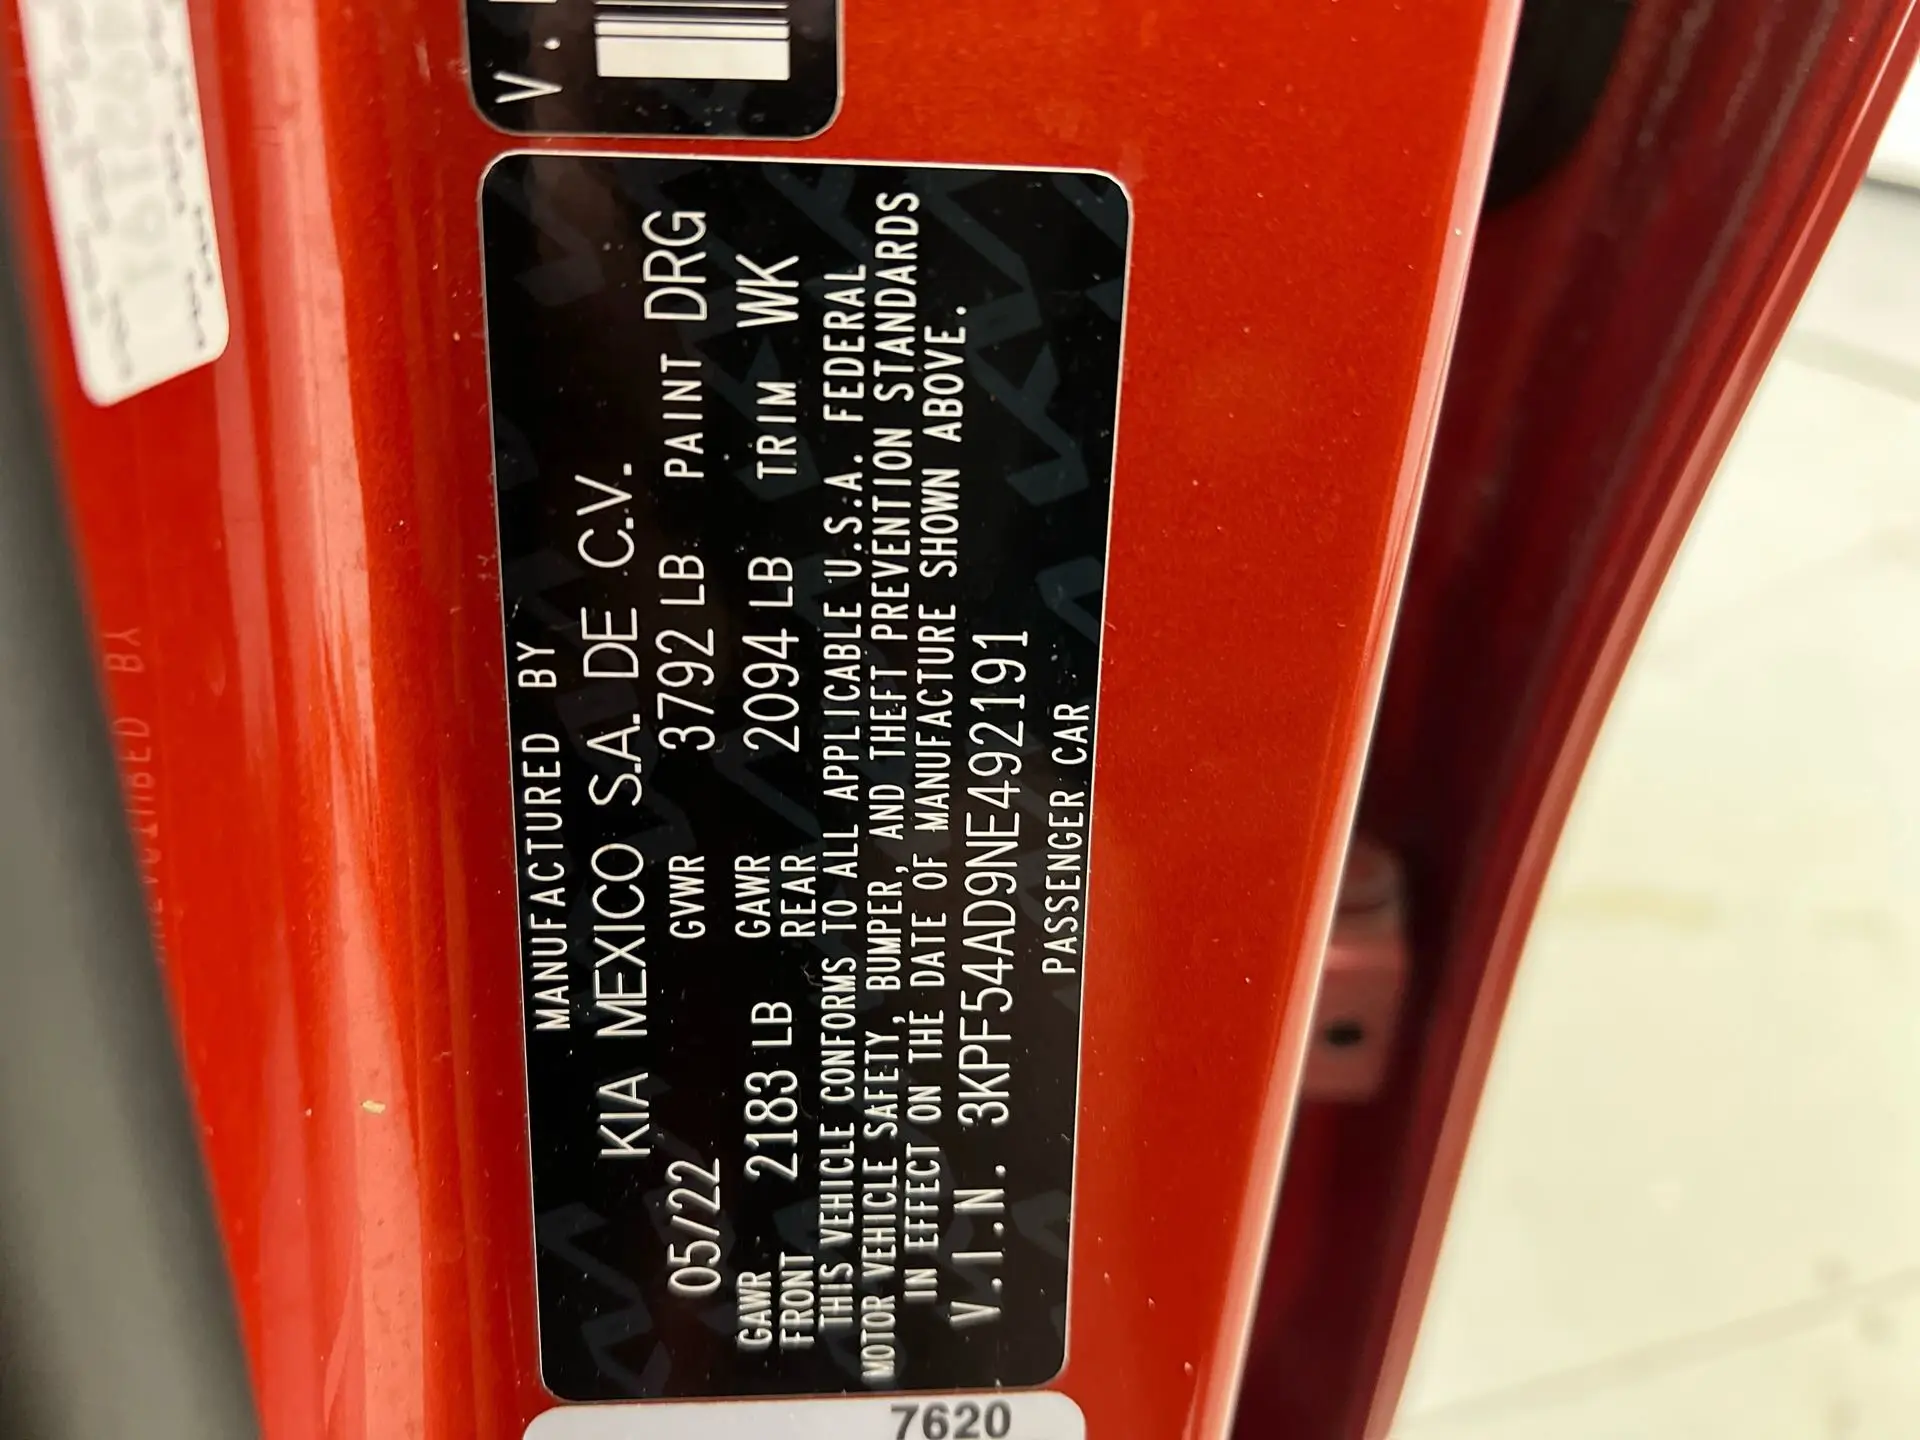 V.
MANUFACTURED BY
KIA MEXICO S.A. DE C.V.
05/22 GVWR 3792 LB PAINT DRG
GAWR FRONT 2183 LB GAWR REAR 2094 LB TRIM WK
THIS VEHICLE CONFORMS TO ALL APPLICABLE U.S.A. FEDERAL
MOTOR VEHICLE SAFETY, BUMPER, AND THEFT PREVENTION STANDARDS
IN EFFECT ON THE DATE OF MANUFACTURE SHOWN ABOVE.
V.I.N. 3KPF54AD9NE492191
PASSENGER CAR
7620